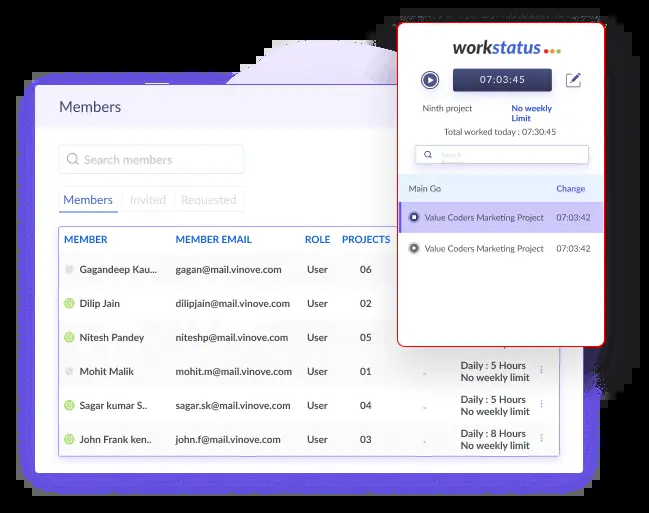 Members
Search members
Members Invited Requested
MEMBER MEMBER EMAIL ROLE PROJECTS
Gagandeep Kau... gagan@mail.vinove.com User 06
Dilip Jain dilipjain@mail.vinove.com User 02
Nitesh Pandey niteshp@mail.vinove.com User 05
Mohit Malik mohit.m@mail.vinove.com User 01 - Daily : 5 Hours
No weekly limit
Sagar kumar S.. sagar.sk@mail.vinove.com User 04 - Daily : 5 Hours
No weekly limit
John Frank ken.. john.f@mail.vinove.com User 03 - Daily : 8 Hours
No weekly limit
workstatus
07:03:45
Ninth project No weekly
Limit
Total worked today : 07:30:45
Search
Main Go Change
Value Coders Marketing Project 07:03:42
Value Coders Marketing Project 07:03:42